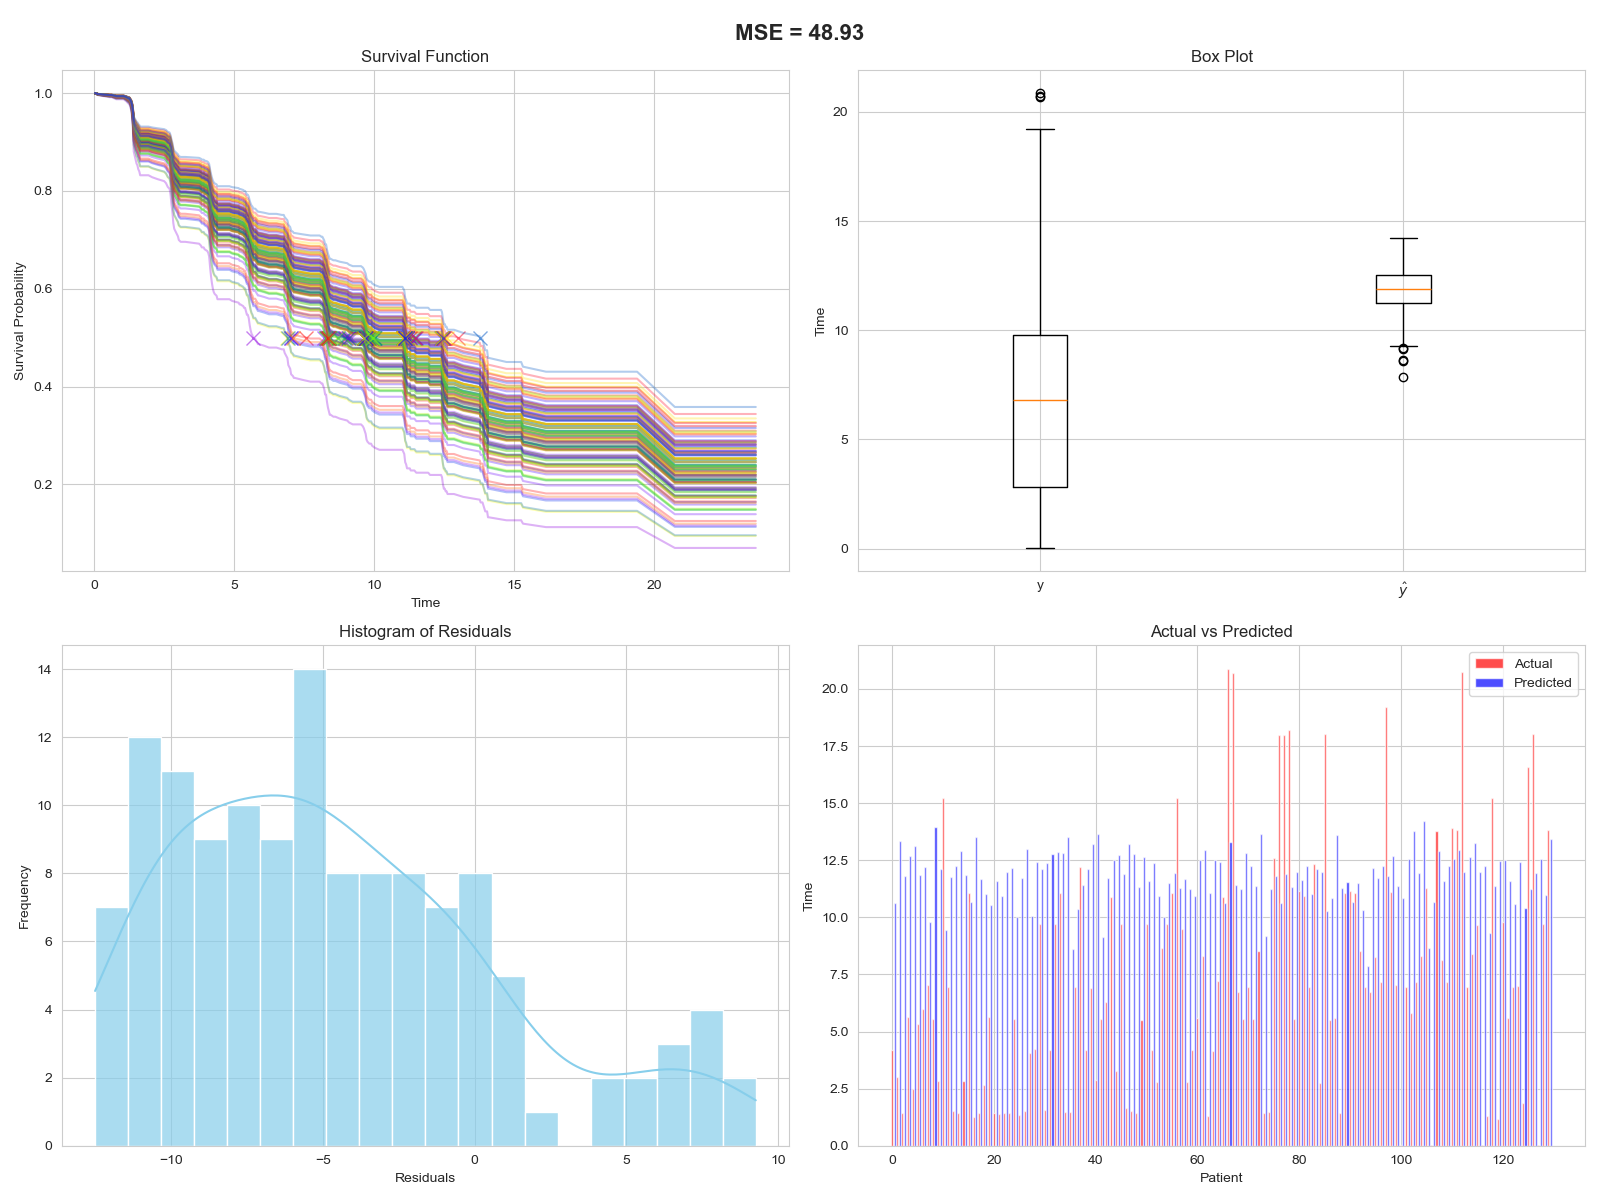 MSE = 48.93
Survival Function
Survival Probability
1.0
0.8
0.6
0.4
0.2
0
5
10
15
20
Time
Box Plot
Time
20
15
10
5
0
y
ŷ
Histogram of Residuals
Frequency
14
12
10
8
6
4
2
0
−10
−5
0
5
10
Residuals
Actual vs Predicted
Actual
Predicted
Time
20.0
17.5
15.0
12.5
10.0
7.5
5.0
2.5
0.0
0
20
40
60
80
100
120
Patient